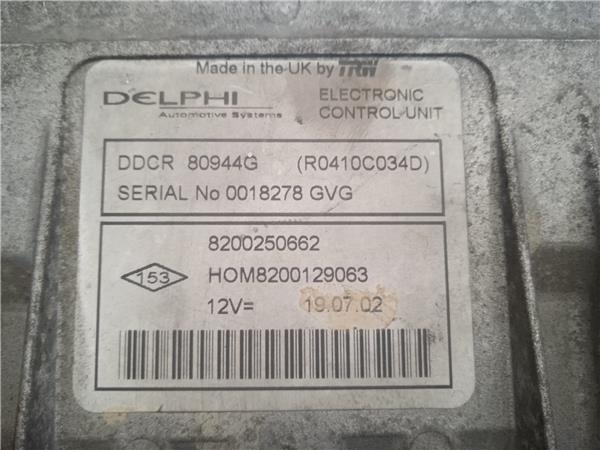 Made in the UK by TRW
DELPHI
Automotive Systems
ELECTRONIC
CONTROL UNIT
DDCR 80944G (R0410C034D)
SERIAL No 0018278 GVG
8200250662
153
HOM8200129063
12V= 19.07.02